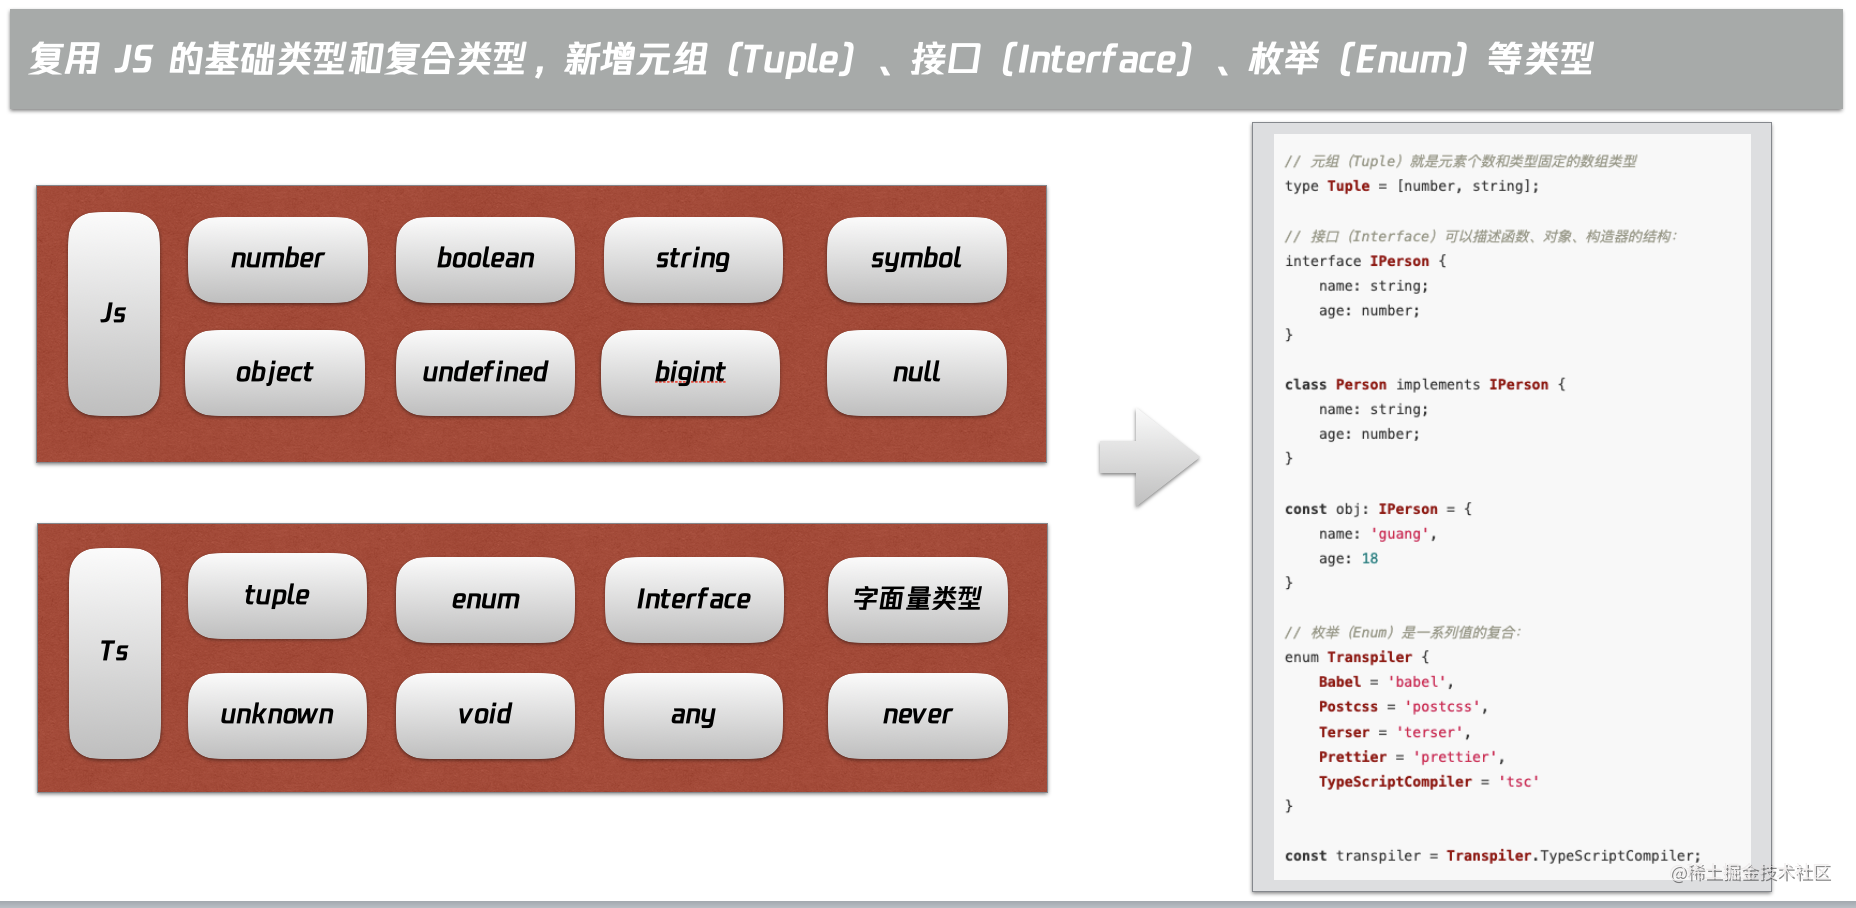 复用 JS 的基础类型和复合类型，新增元组（Tuple）、接口（Interface）、枚举（Enum）等类型
Js
number
boolean
string
symbol
object
undefined
bigint
null
Ts
tuple
enum
Interface
字面量类型
unknown
void
any
never
// 元组（Tuple）就是元素个数和类型固定的数组类型
type Tuple = [number, string];
// 接口（Interface）可以描述函数、对象、构造器的结构：
interface IPerson {
    name: string;
    age: number;
}
class Person implements IPerson {
    name: string;
    age: number;
}
const obj: IPerson = {
    name: 'guang',
    age: 18
}
// 枚举（Enum）是一系列值的复合：
enum Transpiler {
    Babel = 'babel',
    Postcss = 'postcss',
    Terser = 'terser',
    Prettier = 'prettier',
    TypeScriptCompiler = 'tsc'
}
const transpiler = Transpiler.TypeScriptCompiler;
@稀土掘金技术社区